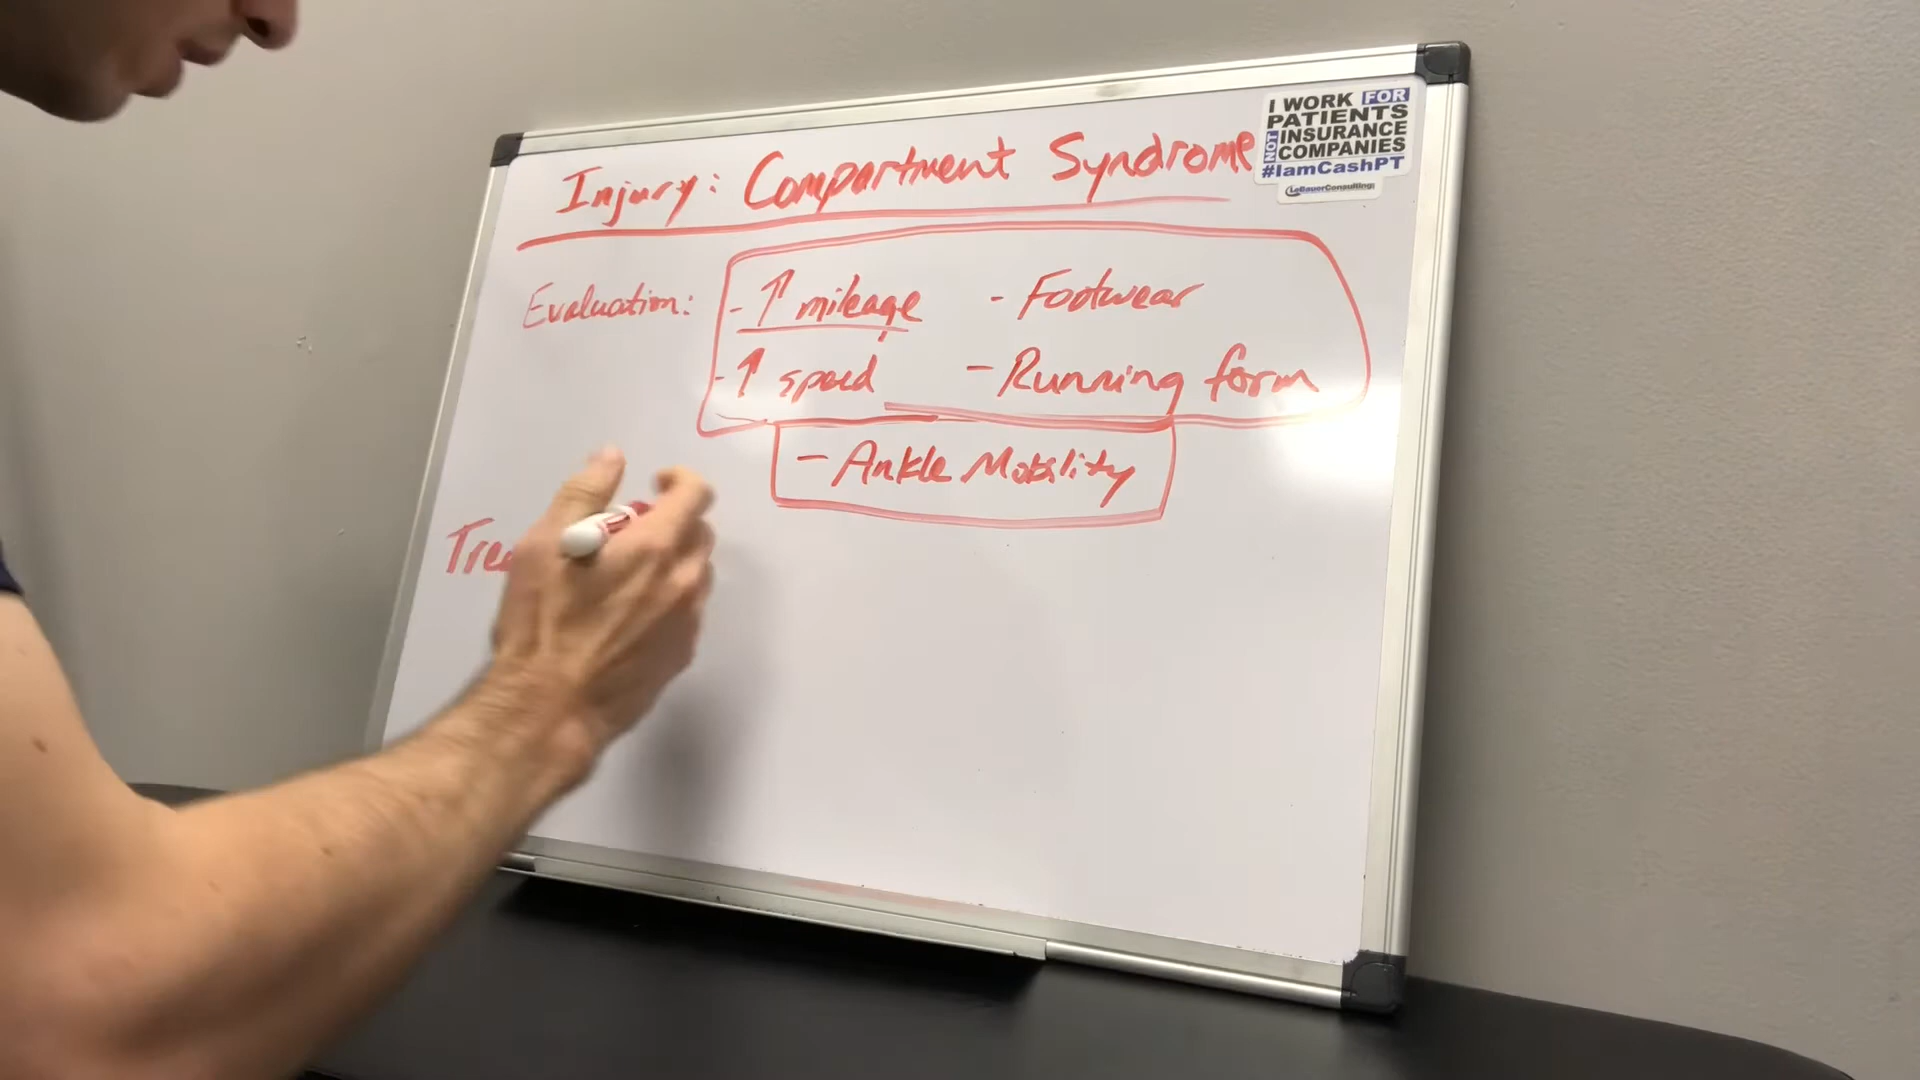 I WORK FOR
PATIENTS
NOT INSURANCE
COMPANIES
#IamCashPT
LeBauerConsulting
Injury: Compartment Syndrome
Evaluation: - ↑ mileage - Footwear
- ↑ speed - Running form
- Ankle Mobility
Tre